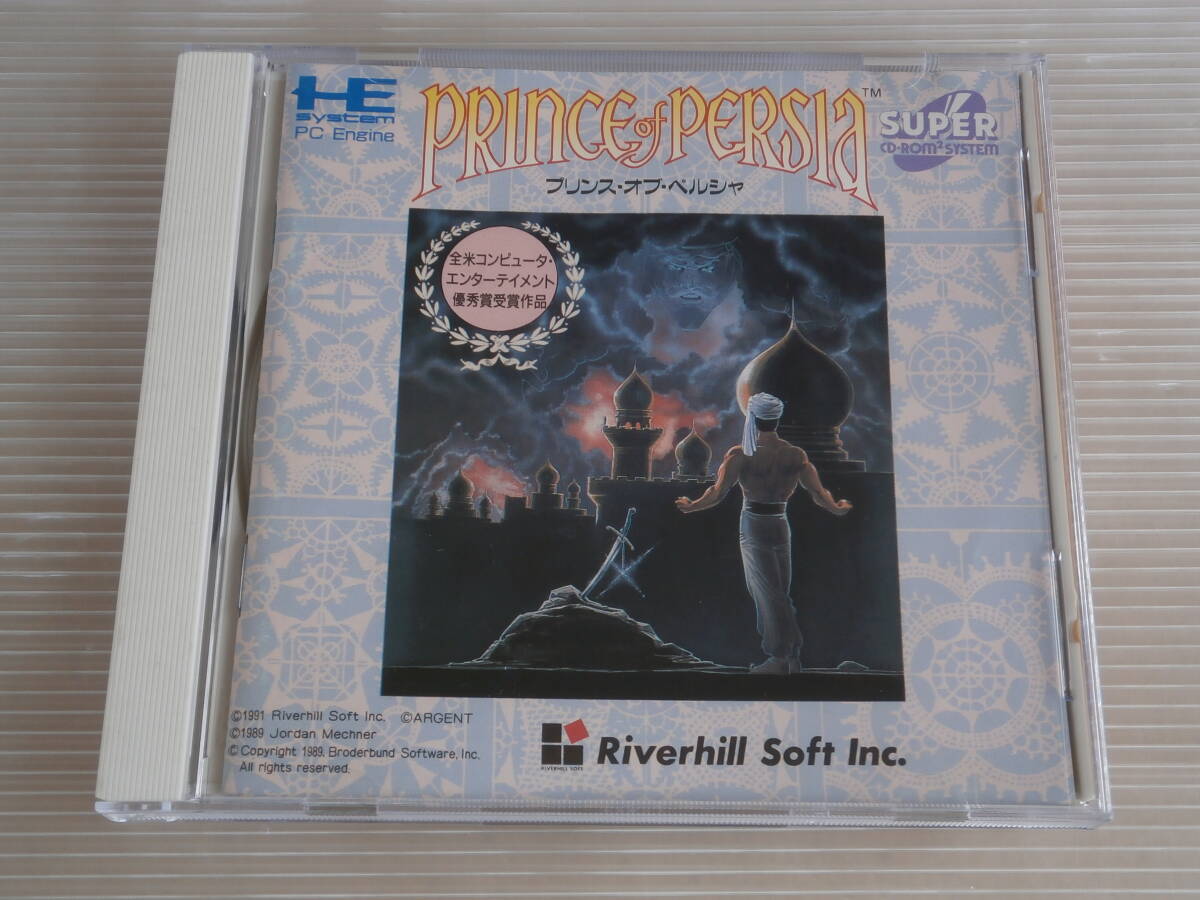 HE
system
PC Engine
PRINCE of PERSIA™
プリンス・オブ・ペルシャ
SUPER
CD-ROM² SYSTEM
全米コンピュータ・
エンターテイメント
優秀賞受賞作品
©1991 Riverhill Soft Inc. ©ARGENT
©1989 Jordan Mechner
© Copyright 1989, Broderbund Software, Inc.
All rights reserved.
RIVERHILL SOFT
Riverhill Soft Inc.